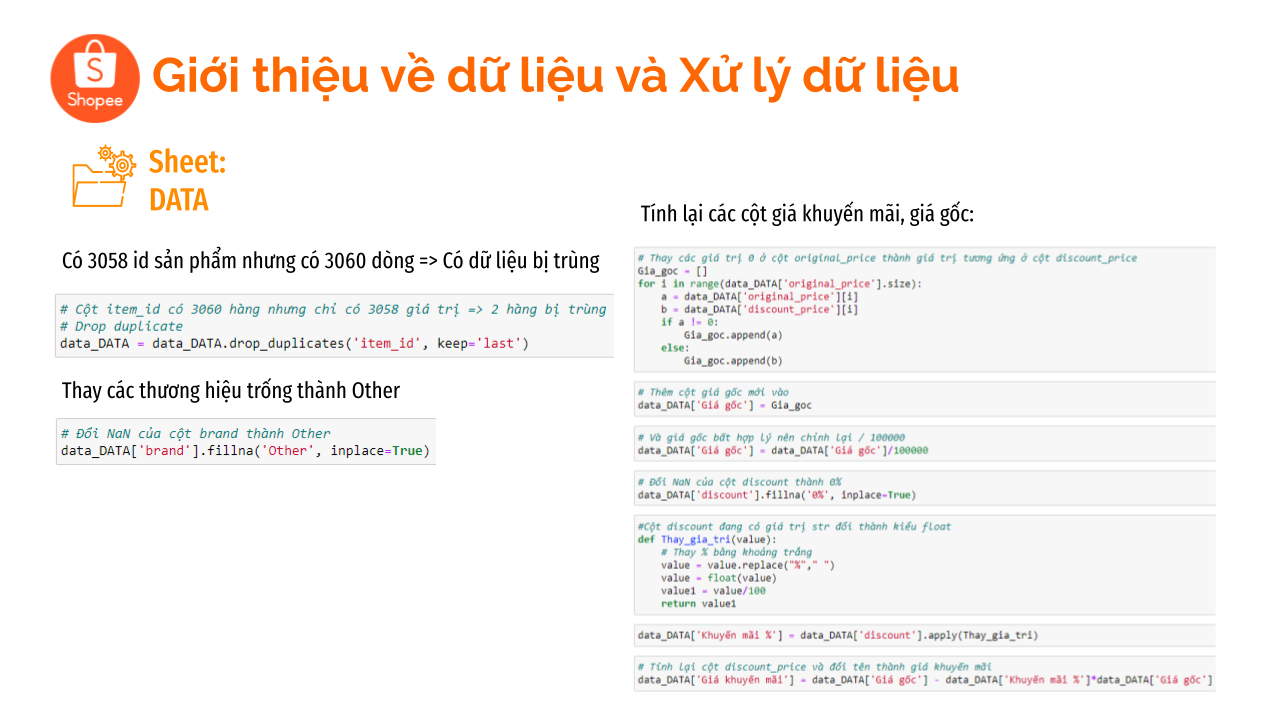 Shopee
Giới thiệu về dữ liệu và Xử lý dữ liệu
Sheet:
DATA
Có 3058 id sản phẩm nhưng có 3060 dòng => Có dữ liệu bị trùng
# Cột item_id có 3060 hàng nhưng chỉ có 3058 giá trị => 2 hàng bị trùng
# Drop duplicate
data_DATA = data_DATA.drop_duplicates('item_id', keep='last')
Thay các thương hiệu trống thành Other
# Đổi NaN của cột brand thành Other
data_DATA['brand'].fillna('Other', inplace=True)
Tính lại các cột giá khuyến mãi, giá gốc:
# Thay các giá trị 0 ở cột original_price thành giá trị tương ứng ở cột discount_price
Gia_goc = []
for i in range(data_DATA['original_price'].size):
    a = data_DATA['original_price'][i]
    b = data_DATA['discount_price'][i]
    if a != 0:
        Gia_goc.append(a)
    else:
        Gia_goc.append(b)
# Thêm cột giá gốc mới vào
data_DATA['Giá gốc'] = Gia_goc
# Vì giá gốc bất hợp lý nên chỉnh lại / 100000
data_DATA['Giá gốc'] = data_DATA['Giá gốc']/100000
# Đổi NaN của cột discount thành 0%
data_DATA['discount'].fillna('0%', inplace=True)
#Cột discount đang có giá trị str đổi thành kiểu float
def Thay_gia_tri(value):
    # Thay % bằng khoảng trắng
    value = value.replace("%"," ")
    value = float(value)
    value1 = value/100
    return value1
data_DATA['Khuyến mãi %'] = data_DATA['discount'].apply(Thay_gia_tri)
# Tính lại cột discount_price và đổi tên thành giá khuyến mãi
data_DATA['Giá khuyến mãi'] = data_DATA['Giá gốc'] - data_DATA['Khuyến mãi %']*data_DATA['Giá gốc']